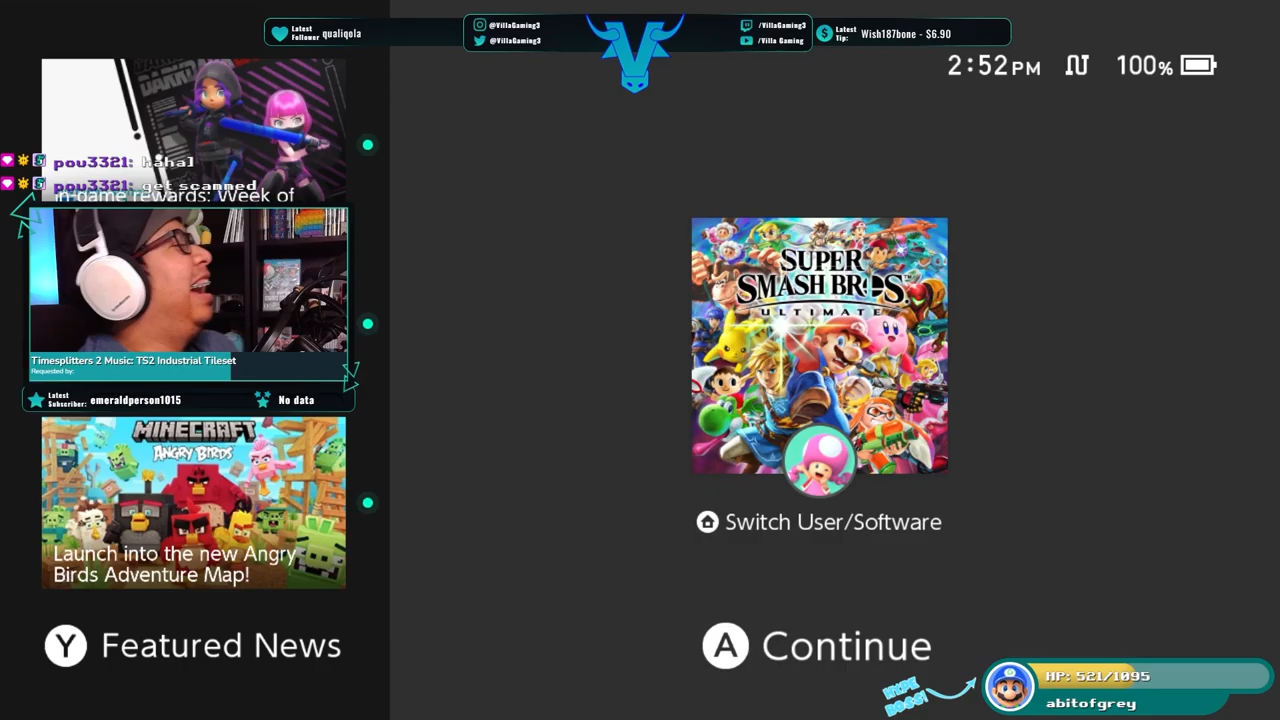 Latest
Follower
qualiqola
@VillaGaming3
@VillaGaming3
/VillaGaming3
/Villa Gaming
Latest
Tip:
Wish187bone - $6.90
2:52 PM
100%
pou3321: haha1
pou3321: get scammed
in-game rewards: Week of
Timesplitters 2 Music: TS2 Industrial Tileset
Requested by:
Latest
Subscriber:
emeraldperson1015
No data
MINECRAFT
ANGRY BIRDS
Launch into the new Angry
Birds Adventure Map!
Y Featured News
SUPER
SMASH BROS.
ULTIMATE
Switch User/Software
A Continue
HYPE
BOSS!
HP: 521/1095
abitofgrey